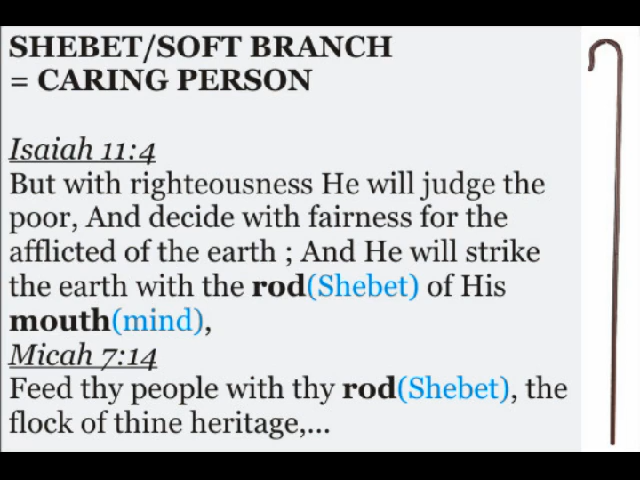 SHEBET/SOFT BRANCH
= CARING PERSON
Isaiah 11:4
But with righteousness He will judge the
poor, And decide with fairness for the
afflicted of the earth ; And He will strike
the earth with the rod(Shebet) of His
mouth(mind),
Micah 7:14
Feed thy people with thy rod(Shebet), the
flock of thine heritage,...